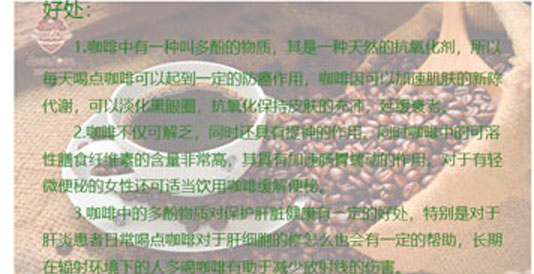 好处：
1.咖啡中有一种叫多酚的物质，其是一种天然的抗氧化剂，所以
每天喝点咖啡可以起到一定的防癌作用，咖啡因可以加速肌肤的新陈
代谢，可以淡化黑眼圈，抗氧化保持皮肤的充沛，延缓衰老。
2.咖啡不仅可解乏，同时还具有提神的作用，同时咖啡中的可溶
性膳食纤维素的含量非常高，其具有加速肠胃蠕动的作用，对于有轻
微便秘的女性还可适当饮用咖啡缓解便秘。
3.咖啡中的多酚物质对保护肝脏健康有一定的好处，特别是对于
肝炎患者日常喝点咖啡对于肝细胞的修怎么也会有一定的帮助，长期
在辐射环境下的人多喝咖啡有助于减少放射线的伤害。